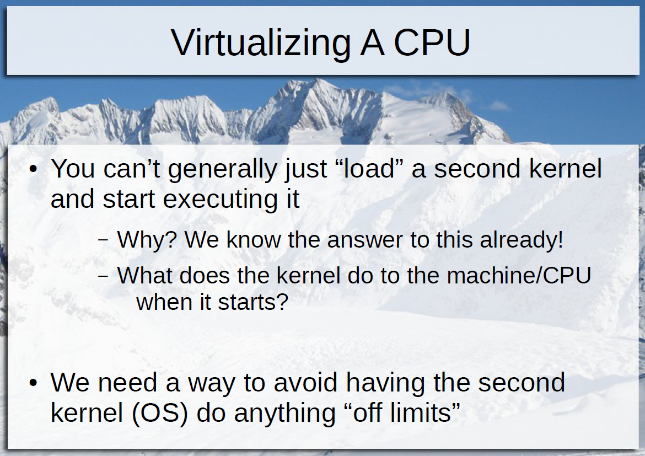 Virtualizing A CPU
• You can’t generally just “load” a second kernel
and start executing it
– Why? We know the answer to this already!
– What does the kernel do to the machine/CPU
when it starts?
• We need a way to avoid having the second
kernel (OS) do anything “off limits”